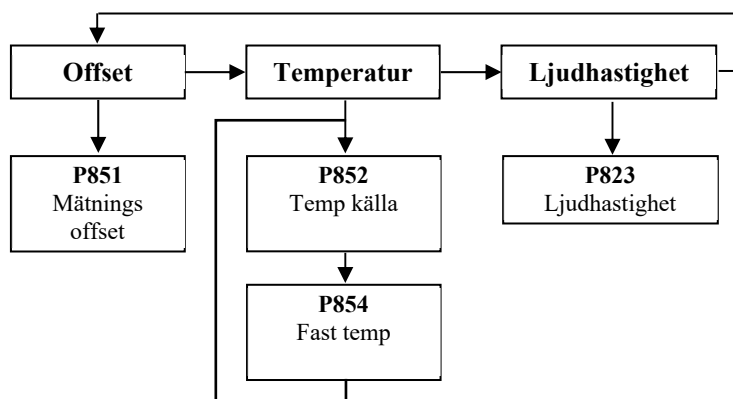 Offset
Temperatur
Ljudhastighet
P851
Mätnings
offset
P852
Temp källa
P823
Ljudhastighet
P854
Fast temp